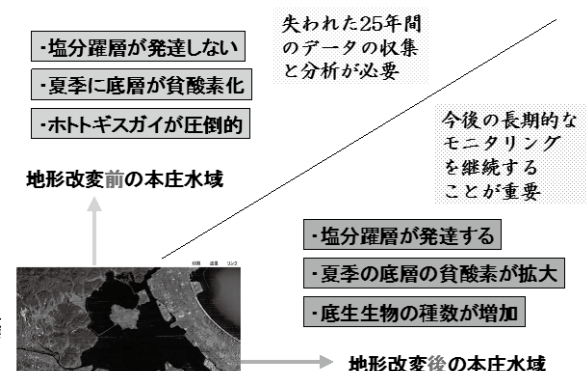 失われた25年間
のデータの収集
と分析が必要
・塩分躍層が発達しない
・夏季に底層が貧酸素化
・ホトトギスガイが圧倒的
今後の長期的な
モニタリング
を継続する
ことが重要
地形改変前の本庄水域
・塩分躍層が発達する
・夏季の底層の貧酸素が拡大
・底生生物の種数が増加
地形改変後の本庄水域